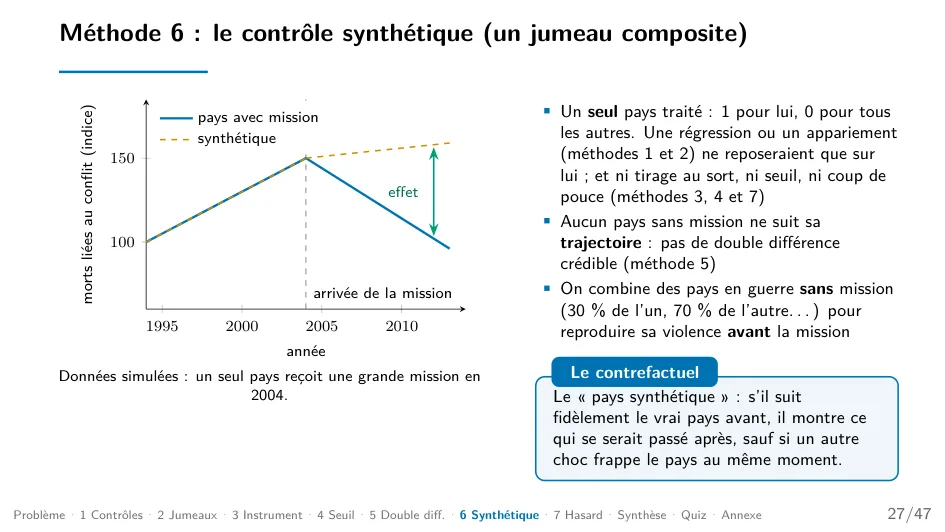 Méthode 6 : le contrôle synthétique (un jumeau composite)
morts liées au conflit (indice)
pays avec mission
synthétique
150
100
effet
arrivée de la mission
1995 2000 2005 2010
année
Données simulées : un seul pays reçoit une grande mission en
2004.
Un seul pays traité : 1 pour lui, 0 pour tous
les autres. Une régression ou un appariement
(méthodes 1 et 2) ne reposeraient que sur
lui ; et ni tirage au sort, ni seuil, ni coup de
pouce (méthodes 3, 4 et 7)
Aucun pays sans mission ne suit sa
trajectoire : pas de double différence
crédible (méthode 5)
On combine des pays en guerre sans mission
(30 % de l'un, 70 % de l'autre. . . ) pour
reproduire sa violence avant la mission
Le contrefactuel
Le « pays synthétique » : s'il suit
fidèlement le vrai pays avant, il montre ce
qui se serait passé après, sauf si un autre
choc frappe le pays au même moment.
Problème · 1 Contrôles · 2 Jumeaux · 3 Instrument · 4 Seuil · 5 Double diff. · 6 Synthétique · 7 Hasard · Synthèse · Quiz · Annexe
27/47